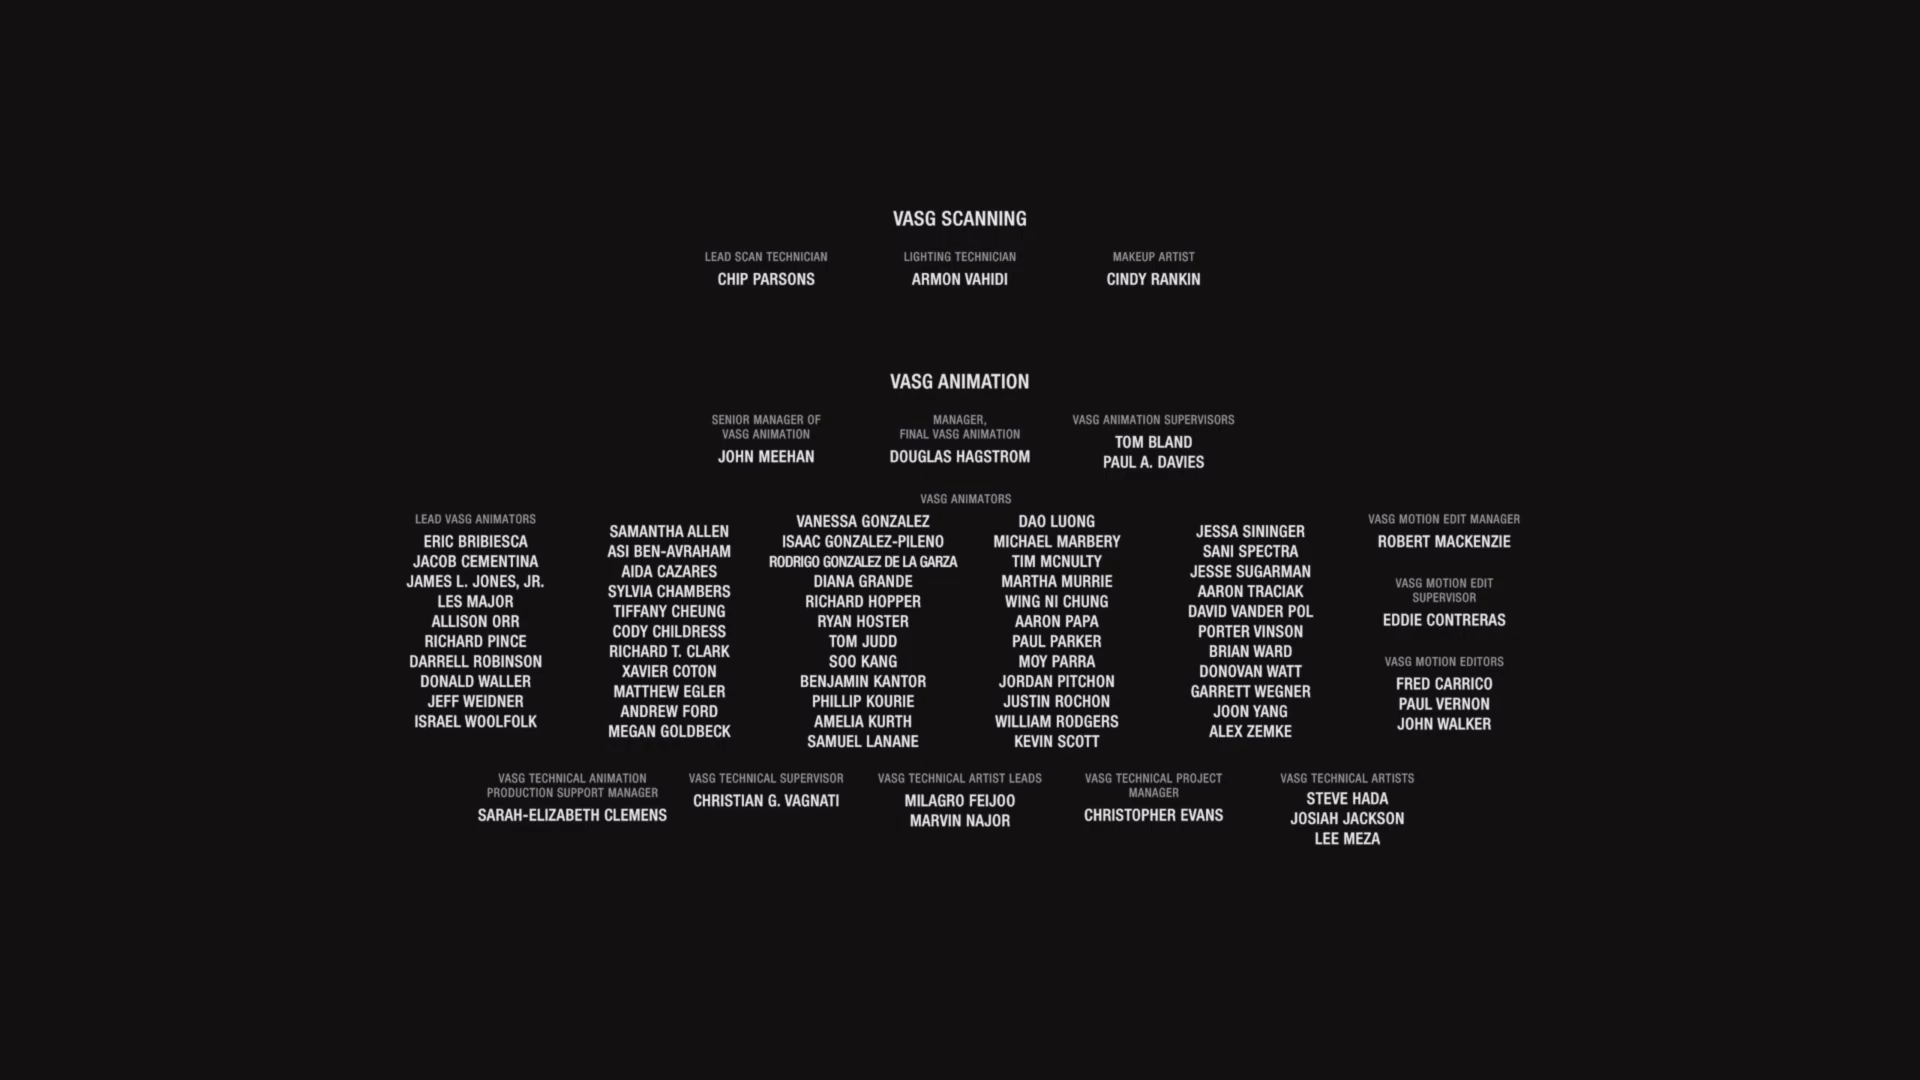 VASG SCANNING
LEAD SCAN TECHNICIAN
CHIP PARSONS
LIGHTING TECHNICIAN
ARMON VAHIDI
MAKEUP ARTIST
CINDY RANKIN
VASG ANIMATION
SENIOR MANAGER OF
VASG ANIMATION
JOHN MEEHAN
MANAGER,
FINAL VASG ANIMATION
DOUGLAS HAGSTROM
VASG ANIMATION SUPERVISORS
TOM BLAND
PAUL A. DAVIES
LEAD VASG ANIMATORS
ERIC BRIBIESCA
JACOB CEMENTINA
JAMES L. JONES, JR.
LES MAJOR
ALLISON ORR
RICHARD PINCE
DARRELL ROBINSON
DONALD WALLER
JEFF WEIDNER
ISRAEL WOOLFOLK
VASG ANIMATORS
SAMANTHA ALLEN
ASI BEN-AVRAHAM
AIDA CAZARES
SYLVIA CHAMBERS
TIFFANY CHEUNG
CODY CHILDRESS
RICHARD T. CLARK
XAVIER COTON
MATTHEW EGLER
ANDREW FORD
MEGAN GOLDBECK
VANESSA GONZALEZ
ISAAC GONZALEZ-PILENO
RODRIGO GONZALEZ DE LA GARZA
DIANA GRANDE
RICHARD HOPPER
RYAN HOSTER
TOM JUDD
SOO KANG
BENJAMIN KANTOR
PHILLIP KOURIE
AMELIA KURTH
SAMUEL LANANE
DAO LUONG
MICHAEL MARBERY
TIM MCNULTY
MARTHA MURRIE
WING NI CHUNG
AARON PAPA
PAUL PARKER
MOY PARRA
JORDAN PITCHON
JUSTIN ROCHON
WILLIAM RODGERS
KEVIN SCOTT
JESSA SININGER
SANI SPECTRA
JESSE SUGARMAN
AARON TRACIAK
DAVID VANDER POL
PORTER VINSON
BRIAN WARD
DONOVAN WATT
GARRETT WEGNER
JOON YANG
ALEX ZEMKE
VASG MOTION EDIT MANAGER
ROBERT MACKENZIE
VASG MOTION EDIT
SUPERVISOR
EDDIE CONTRERAS
VASG MOTION EDITORS
FRED CARRICO
PAUL VERNON
JOHN WALKER
VASG TECHNICAL ANIMATION
PRODUCTION SUPPORT MANAGER
SARAH-ELIZABETH CLEMENS
VASG TECHNICAL SUPERVISOR
CHRISTIAN G. VAGNATI
VASG TECHNICAL ARTIST LEADS
MILAGRO FEIJOO
MARVIN NAJOR
VASG TECHNICAL PROJECT
MANAGER
CHRISTOPHER EVANS
VASG TECHNICAL ARTISTS
STEVE HADA
JOSIAH JACKSON
LEE MEZA